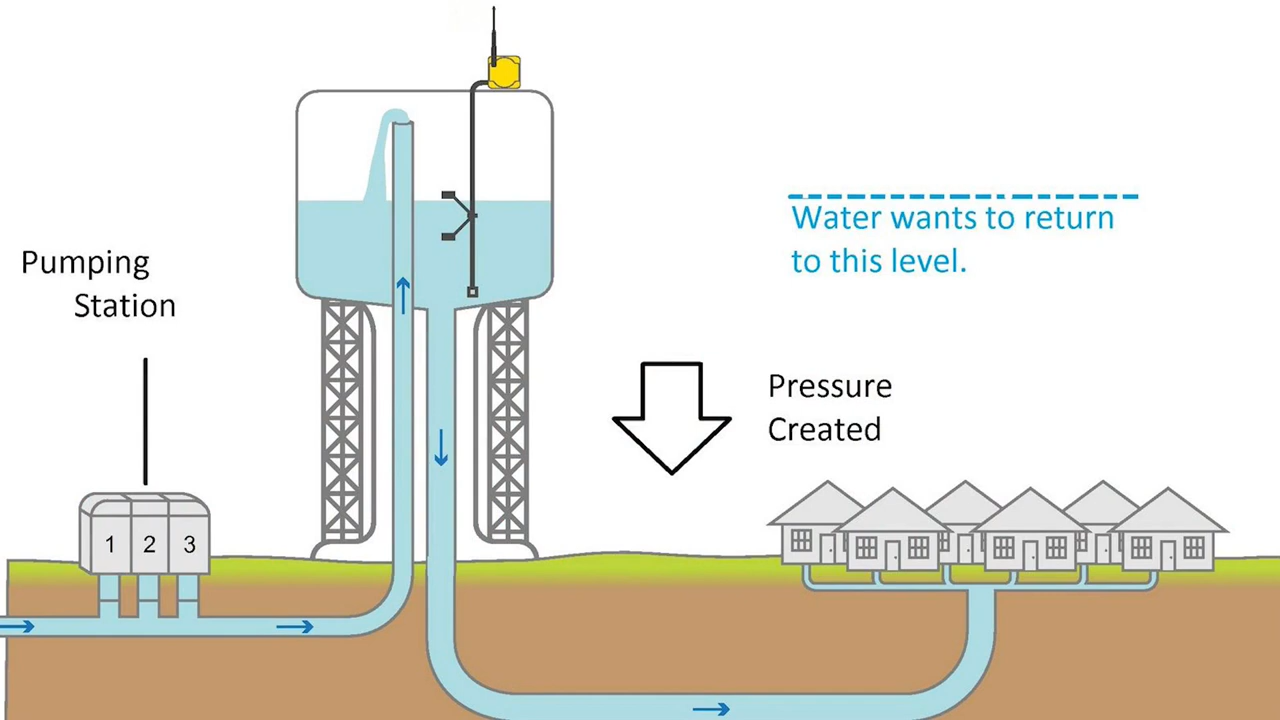 Water wants to return
to this level.
Pumping
Station
Pressure
Created
1 2 3